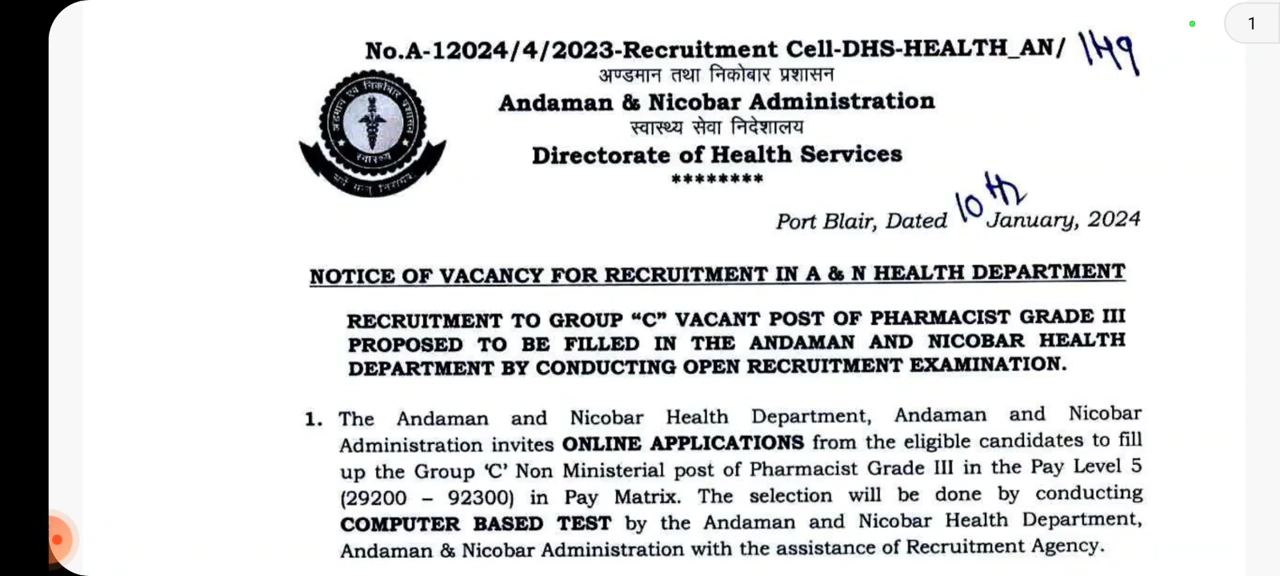 1
No.A-12024/4/2023-Recruitment Cell-DHS-HEALTH_AN/ 149
अण्डमान तथा निकोबार प्रशासन
Andaman & Nicobar Administration
स्वास्थ्य सेवा निदेशालय
Directorate of Health Services
********
स्वास्थ्य
Port Blair, Dated 10th January, 2024
NOTICE OF VACANCY FOR RECRUITMENT IN A & N HEALTH DEPARTMENT
RECRUITMENT TO GROUP “C” VACANT POST OF PHARMACIST GRADE III
PROPOSED TO BE FILLED IN THE ANDAMAN AND NICOBAR HEALTH
DEPARTMENT BY CONDUCTING OPEN RECRUITMENT EXAMINATION.
1. The Andaman and Nicobar Health Department, Andaman and Nicobar
Administration invites ONLINE APPLICATIONS from the eligible candidates to fill
up the Group ‘C’ Non Ministerial post of Pharmacist Grade III in the Pay Level 5
(29200 – 92300) in Pay Matrix. The selection will be done by conducting
COMPUTER BASED TEST by the Andaman and Nicobar Health Department,
Andaman & Nicobar Administration with the assistance of Recruitment Agency.